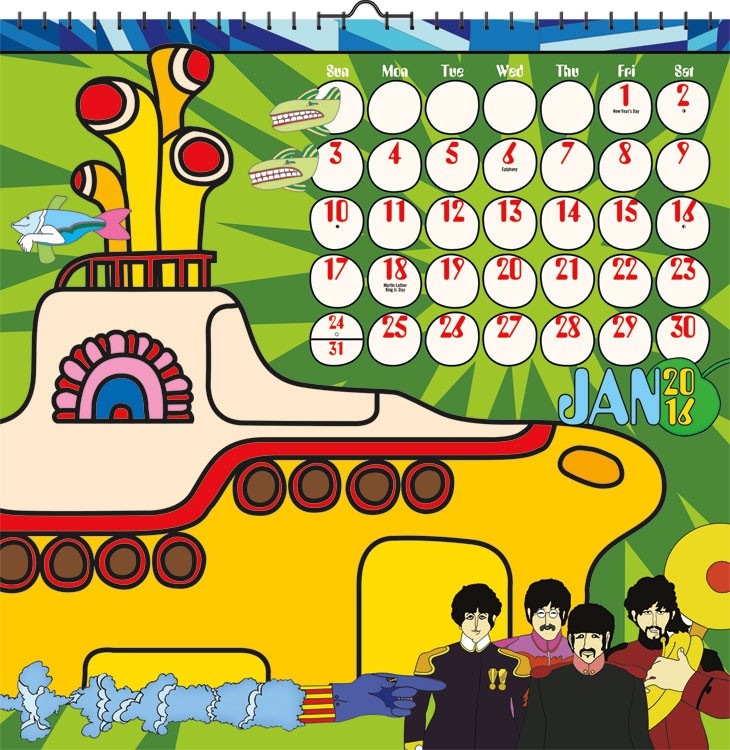 Sun Mon Tue Wed Thu Fri Sat
1 2
New Year's Day
3 4 5 6 7 8 9
Epiphany
10 11 12 13 14 15 16
17 18 19 20 21 22 23
Martin Luther
King Jr. Day
24 25 26 27 28 29 30
31
JAN 20
16